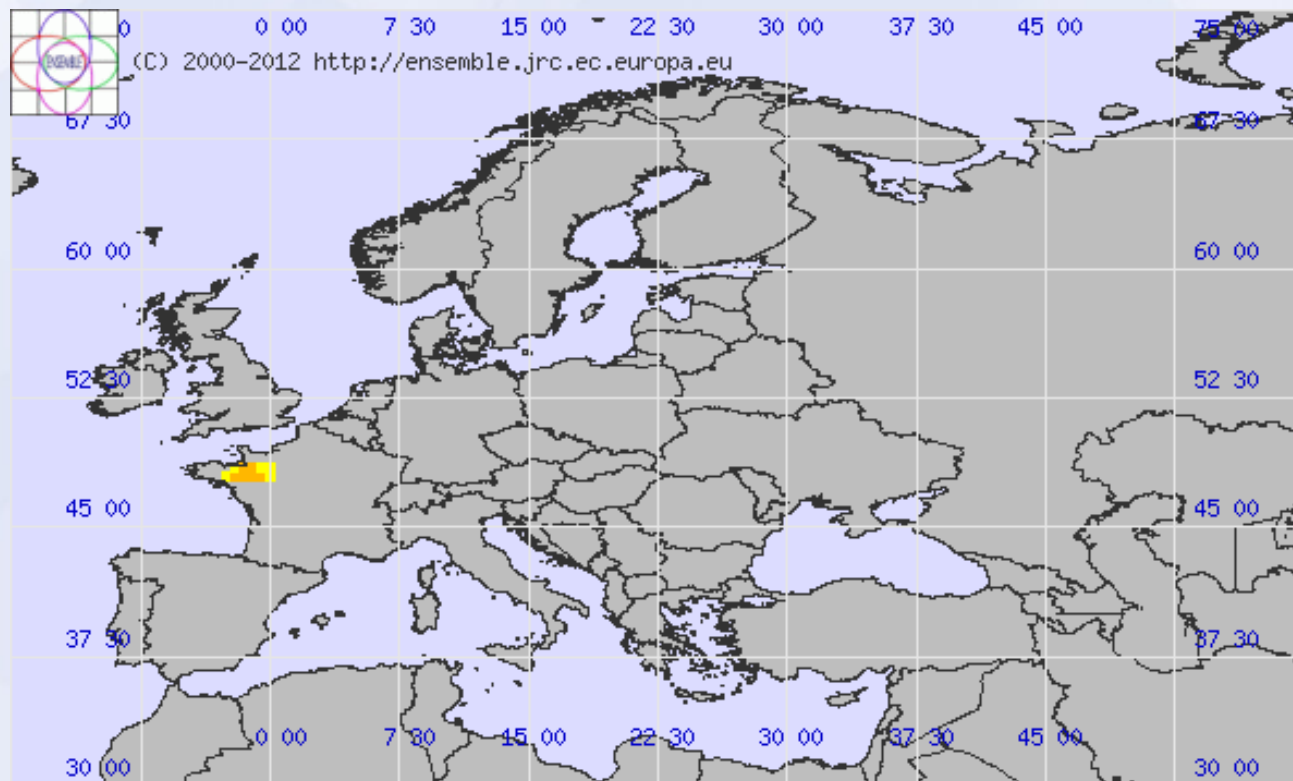 0 0 00 7 30 15 00 22 30 30 00 37 30 45 00 75 00
ENSEMBLE (C) 2000-2012 http://ensemble.jrc.ec.europa.eu
67 30 67 30
60 00 60 00
52 30 52 30
45 00 45 00
37 30 37 30
0 00 7 30 15 00 22 30 30 00 37 30 45 00
30 00 30 00